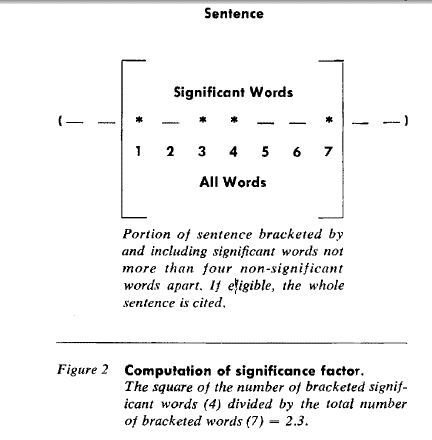 Sentence
Significant Words
( — — * — * * — — * — — )
1 2 3 4 5 6 7
All Words
Portion of sentence bracketed by
and including significant words not
more than four non-significant
words apart. If eligible, the whole
sentence is cited.
Figure 2 Computation of significance factor.
The square of the number of bracketed signif-
icant words (4) divided by the total number
of bracketed words (7) = 2.3.